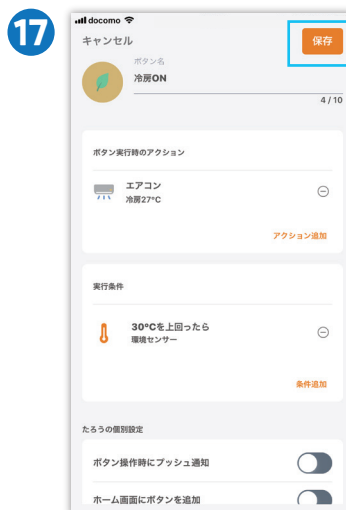 17
docomo
キャンセル
保存
ボタン名
冷房ON
4 / 10
ボタン実行時のアクション
エアコン
冷房27°C
アクション追加
実行条件
30°Cを上回ったら
環境センサー
条件追加
たろうの個別設定
ボタン操作時にプッシュ通知
ホーム画面にボタンを追加